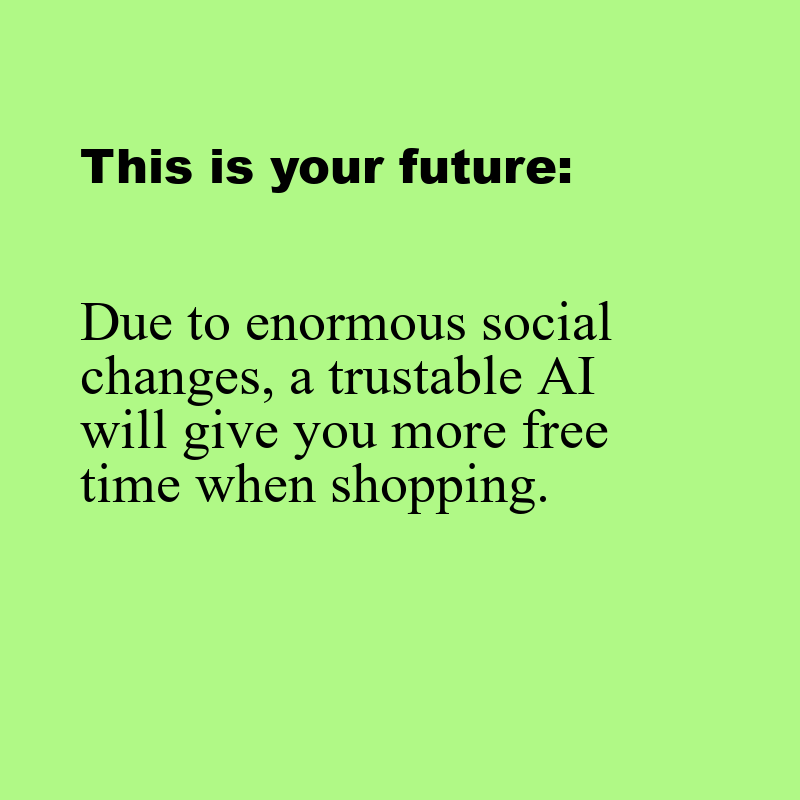 This is your future:
Due to enormous social
changes, a trustable AI
will give you more free
time when shopping.